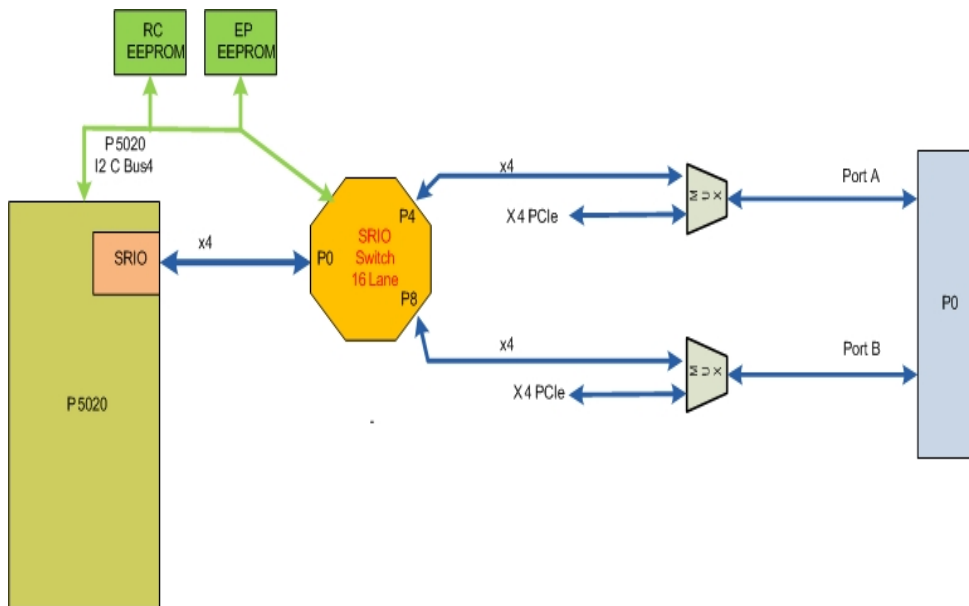 RC
EEPROM
EP
EEPROM
P5020
I2 C Bus4
x4
Port A
P4
M U X
X 4 PCIe
SRIO
x4
P0
SRIO
Switch
16 Lane
P8
P0
x4
Port B
M U X
X 4 PCIe
P 5020